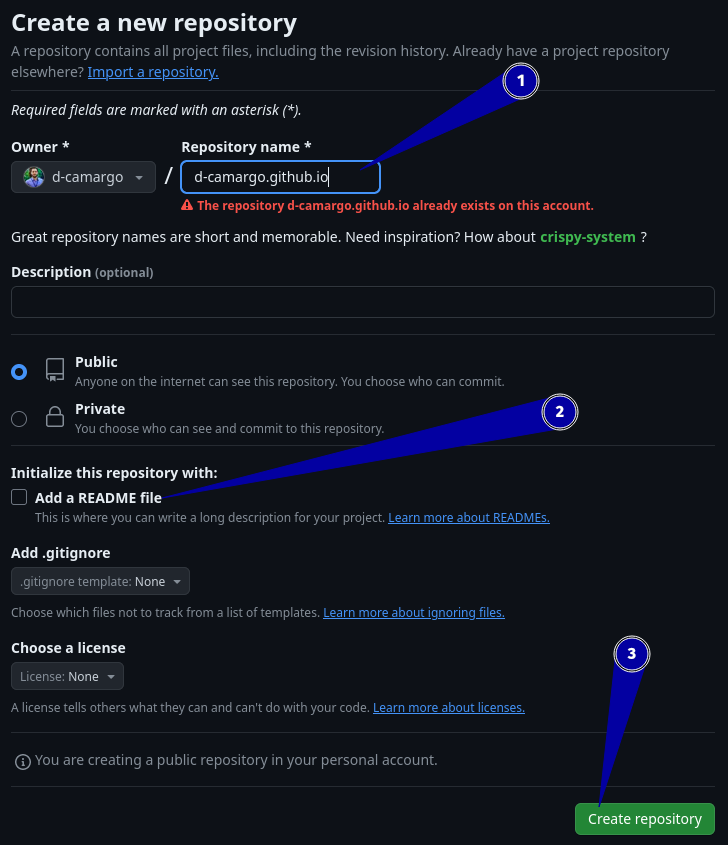 Create a new repository
A repository contains all project files, including the revision history. Already have a project repository
elsewhere? Import a repository.
1
Required fields are marked with an asterisk (*).
Owner * Repository name *
d-camargo / d-camargo.github.io
The repository d-camargo.github.io already exists on this account.
Great repository names are short and memorable. Need inspiration? How about crispy-system ?
Description (optional)
Public
Anyone on the internet can see this repository. You choose who can commit.
Private
You choose who can see and commit to this repository.
2
Initialize this repository with:
Add a README file
This is where you can write a long description for your project. Learn more about READMEs.
Add .gitignore
.gitignore template: None
Choose which files not to track from a list of templates. Learn more about ignoring files.
Choose a license
License: None
A license tells others what they can and can't do with your code. Learn more about licenses.
3
You are creating a public repository in your personal account.
Create repository